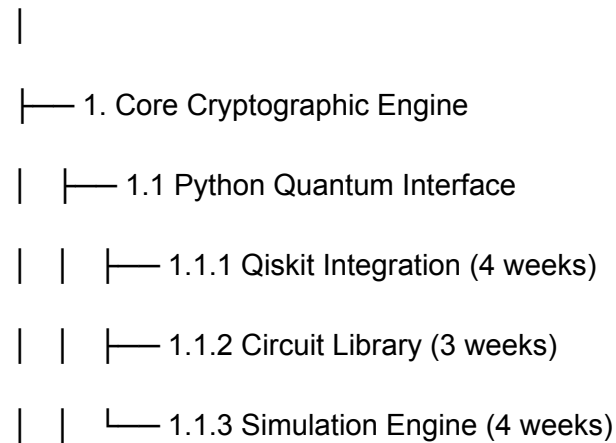 │
├── 1. Core Cryptographic Engine
│ ├── 1.1 Python Quantum Interface
│ │ ├── 1.1.1 Qiskit Integration (4 weeks)
│ │ ├── 1.1.2 Circuit Library (3 weeks)
│ │ └── 1.1.3 Simulation Engine (4 weeks)